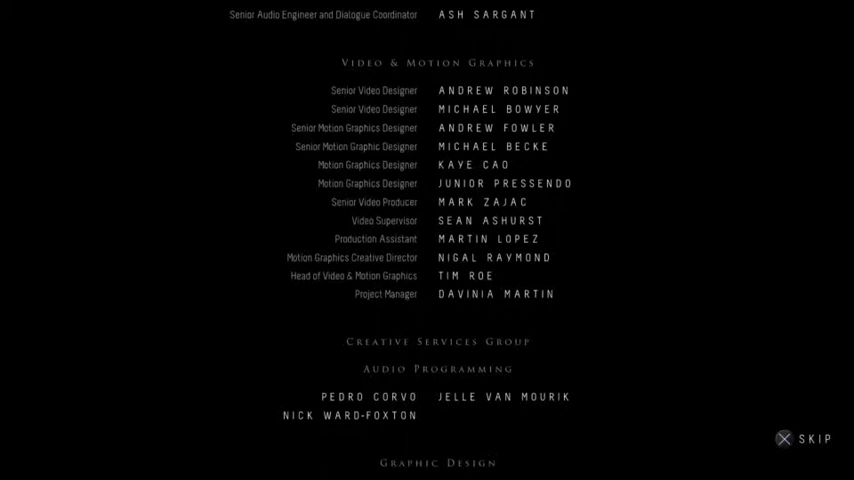 Senior Audio Engineer and Dialogue Coordinator ASH SARGANT
VIDEO & MOTION GRAPHICS
Senior Video Designer ANDREW ROBINSON
Senior Video Designer MICHAEL BOWYER
Senior Motion Graphics Designer ANDREW FOWLER
Senior Motion Graphic Designer MICHAEL BECKE
Motion Graphics Designer KAYE CAO
Motion Graphics Designer JUNIOR PRESSENDO
Senior Video Producer MARK ZAJAC
Video Supervisor SEAN ASHURST
Production Assistant MARTIN LOPEZ
Motion Graphics Creative Director NIGAL RAYMOND
Head of Video & Motion Graphics TIM ROE
Project Manager DAVINIA MARTIN
CREATIVE SERVICES GROUP
AUDIO PROGRAMMING
PEDRO CORVO JELLE VAN MOURIK
NICK WARD-FOXTON
SKIP
GRAPHIC DESIGN